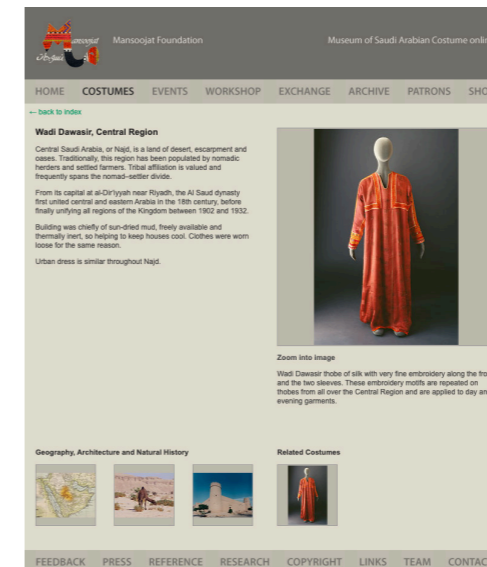 Mansoojat Foundation
Museum of Saudi Arabian Costume onlin
HOME COSTUMES EVENTS WORKSHOP EXCHANGE ARCHIVE PATRONS SHO
← back to index
Wadi Dawasir, Central Region
Central Saudi Arabia, or Najd, is a land of desert, escarpment and
oases. Traditionally, this region has been populated by nomadic
herders and settled farmers. Tribal affiliation is valued and
frequently spans the nomad–settler divide.
From its capital at al-Dir'iyyah near Riyadh, the Al Saud dynasty
first united central and eastern Arabia in the 18th century, before
finally unifying all regions of the Kingdom between 1902 and 1932.
Building was chiefly of sun-dried mud, freely available and
thermally inert, so helping to keep houses cool. Clothes were worn
loose for the same reason.
Urban dress is similar throughout Najd.
Zoom into image
Wadi Dawasir thobe of silk with very fine embroidery along the fro
and the two sleeves. These embroidery motifs are repeated on
thobes from all over the Central Region and are applied to day an
evening garments.
Geography, Architecture and Natural History
Related Costumes
FEEDBACK PRESS REFERENCE RESEARCH COPYRIGHT LINKS TEAM CONTAC